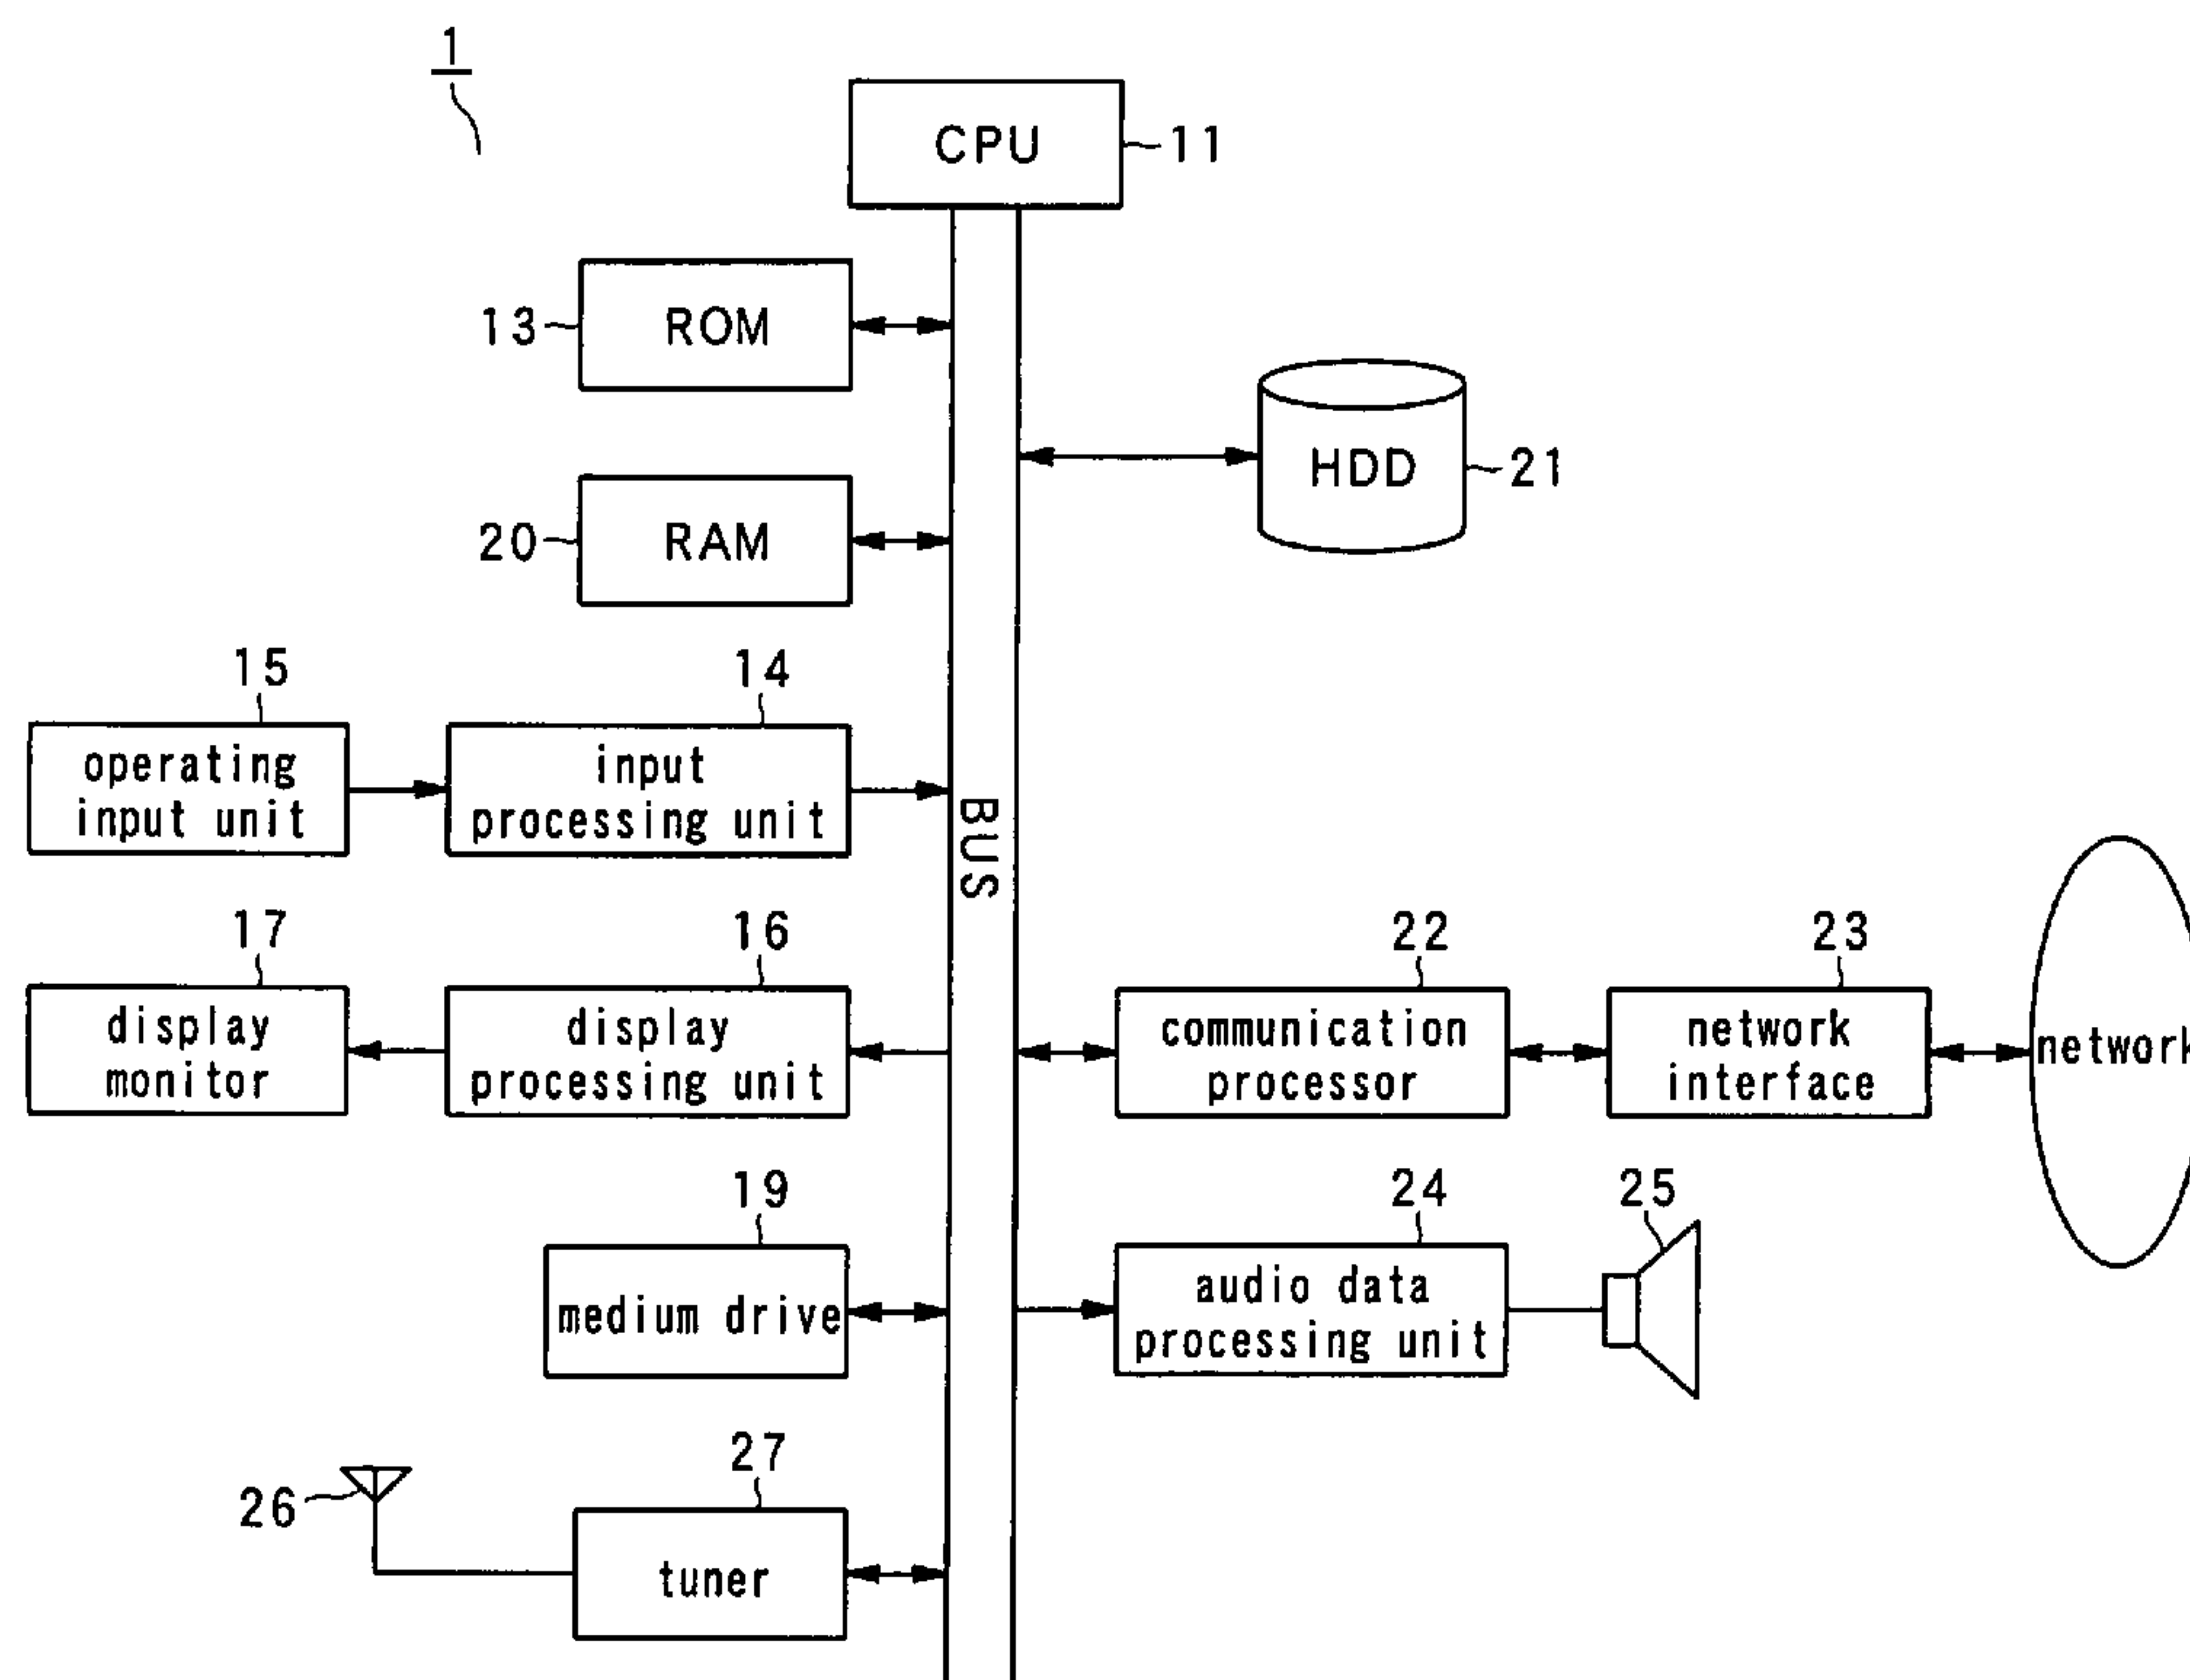 1
CPU
11
13
ROM
HDD
21
20
RAM
15
14
operating
input unit
input
processing unit
BUS
17
16
22
23
display
monitor
display
processing unit
communication
processor
network
interface
network
19
24
25
medium drive
audio data
processing unit
26
27
tuner